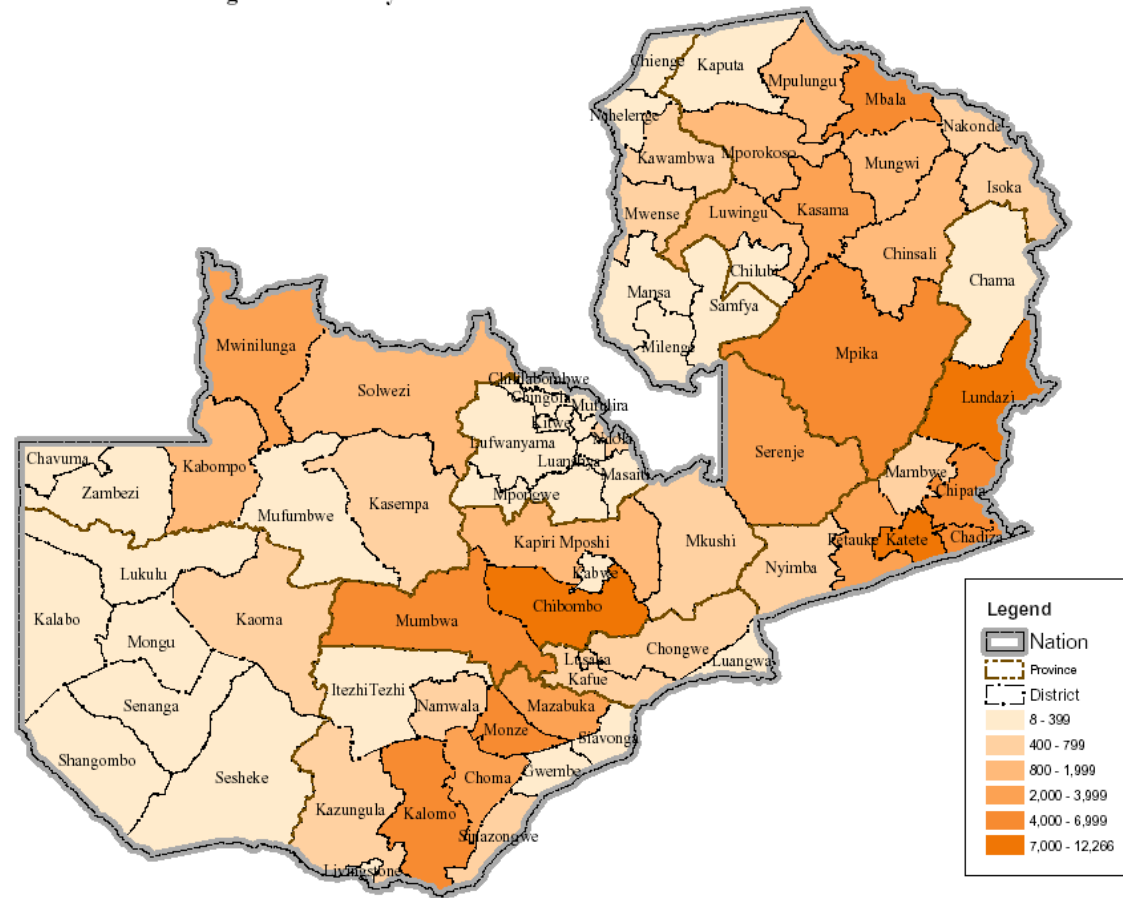 Chienge
Kaputa
Mpulungu
Mbala
Nchelenge
Nakonde
Kawambwa
Mporokoso
Mungwi
Isoka
Mwense
Luwingu
Kasama
Chinsali
Chilubi
Chama
Mansa
Samfya
Milenge
Mpika
Mwinilunga
Solwezi
Chililabombwe
Chingola
Mufulira
Kitwe
Lundazi
Lufwanyama
Ndola
Serenje
Chavuma
Kabompo
Luanshya
Masaiti
Mambwe
Zambezi
Kasempa
Mpongwe
Chipata
Mufumbwe
Kapiri Mposhi
Mkushi
Petauke
Katete
Chadiza
Lukulu
Kabwe
Nyimba
Kalabo
Kaoma
Mumbwa
Chibombo
Mongu
Chongwe
Lusaka
Luangwa
Kafue
Senanga
ItezhiTezhi
Namwala
Mazabuka
Monze
Siavonga
Shangombo
Sesheke
Choma
Gwembe
Kazungula
Kalomo
Sinazongwe
Livingstone
Legend
Nation
Province
District
8 - 399
400 - 799
800 - 1,999
2,000 - 3,999
4,000 - 6,999
7,000 - 12,266